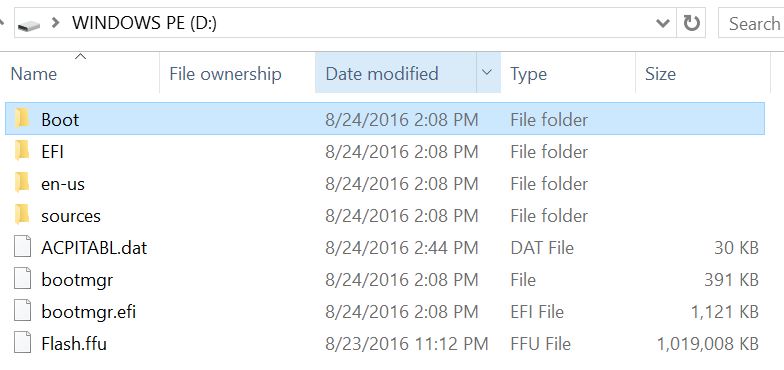 WINDOWS PE (D:) Search
Name File ownership Date modified Type Size
Boot 8/24/2016 2:08 PM File folder
EFI 8/24/2016 2:08 PM File folder
en-us 8/24/2016 2:08 PM File folder
sources 8/24/2016 2:08 PM File folder
ACPITABL.dat 8/24/2016 2:44 PM DAT File 30 KB
bootmgr 8/24/2016 2:08 PM File 391 KB
bootmgr.efi 8/24/2016 2:08 PM EFI File 1,121 KB
Flash.ffu 8/23/2016 11:12 PM FFU File 1,019,008 KB